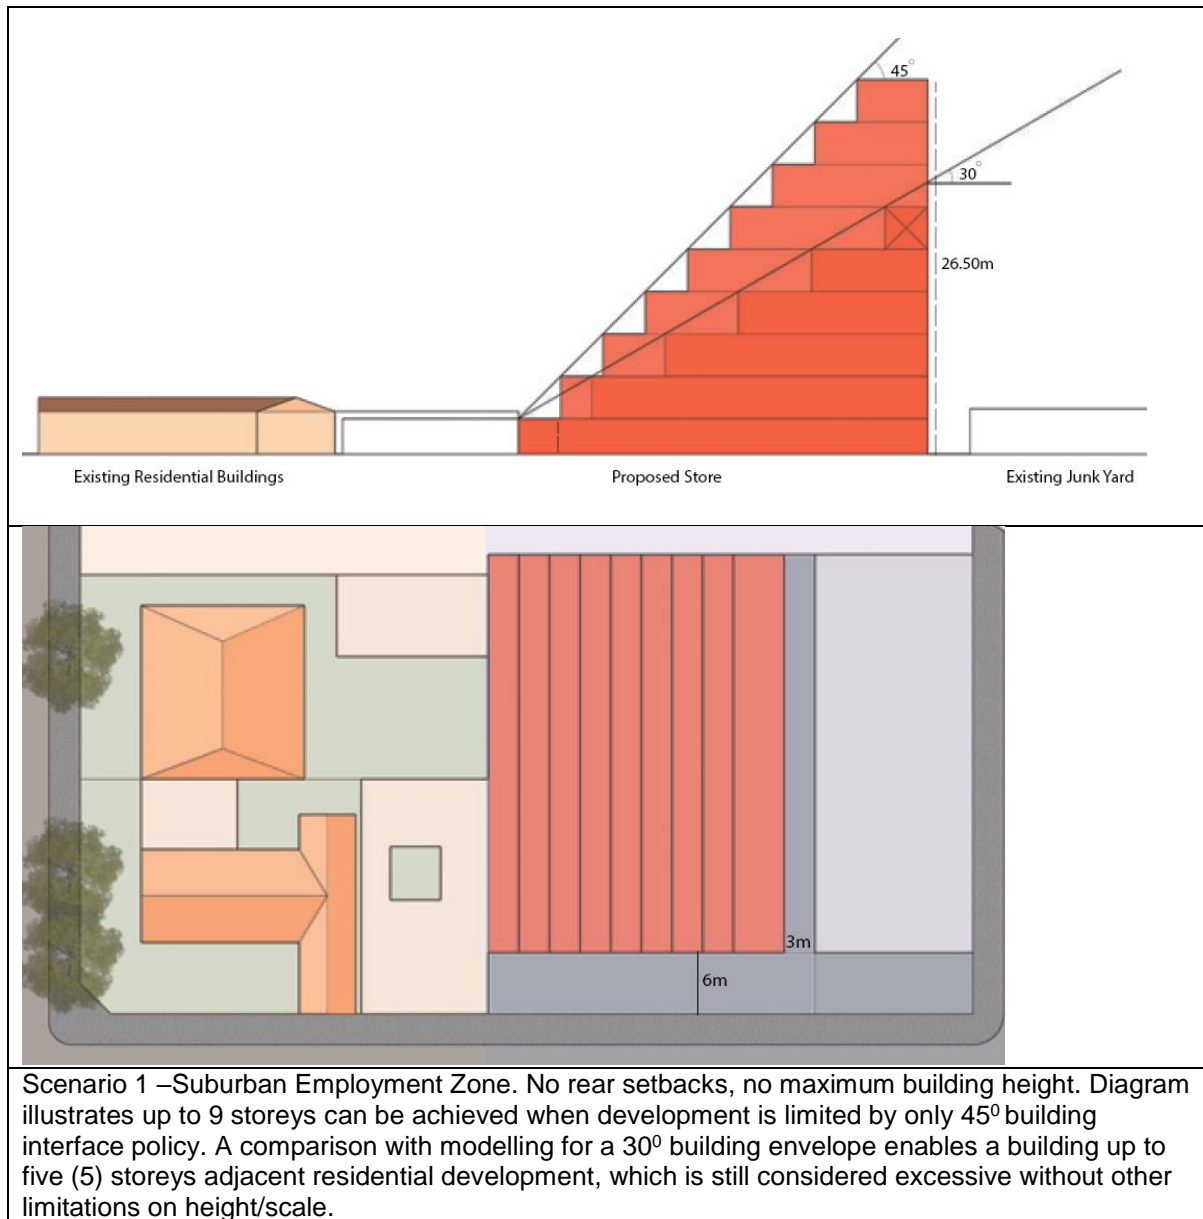 45°
30°
26.50m
Existing Residential Buildings Proposed Store Existing Junk Yard
3m
6m
Scenario 1 –Suburban Employment Zone. No rear setbacks, no maximum building height. Diagram
illustrates up to 9 storeys can be achieved when development is limited by only 45⁰ building
interface policy. A comparison with modelling for a 30⁰ building envelope enables a building up to
five (5) storeys adjacent residential development, which is still considered excessive without other
limitations on height/scale.